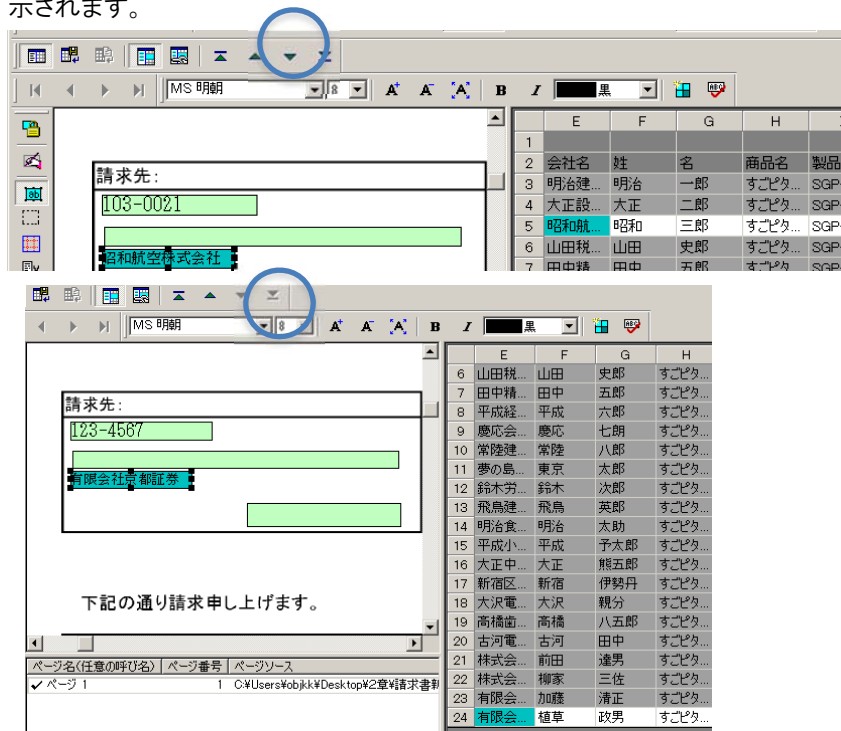 示されます。
MS 明朝 8 A+ A- [A] B I 黒
E F G H
1
2 会社名 姓 名 商品名 製品
3 明治建... 明治 一郎 すごピタ... SGP-
4 大正設... 大正 二郎 すごピタ... SGP-
5 昭和航... 昭和 三郎 すごピタ... SGP-
6 山田税... 山田 史郎 すごピタ... SGP-
7 田中精... 田中 五郎 すごピタ... SGP-
請求先:
103-0021
昭和航空株式会社
MS 明朝 8 A+ A- [A] B I 黒
E F G H
6 山田税... 山田 史郎 すごピタ...
7 田中精... 田中 五郎 すごピタ...
8 平成経... 平成 六郎 すごピタ...
9 慶応会... 慶応 七朗 すごピタ...
10 常陸建... 常陸 八郎 すごピタ...
11 夢の島... 東京 太郎 すごピタ...
12 鈴木労... 鈴木 次郎 すごピタ...
13 飛鳥建... 飛鳥 英郎 すごピタ...
14 明治食... 明治 太助 すごピタ...
15 平成小... 平成 予太郎 すごピタ...
16 大正中... 大正 熊五郎 すごピタ...
17 新宿区... 新宿 伊勢丹 すごピタ...
18 大沢電... 大沢 親分 すごピタ...
19 高橋歯... 高橋 八五郎 すごピタ...
20 古河電... 古河 田中 すごピタ...
21 株式会... 前田 達男 すごピタ...
22 株式会... 柳家 三佐 すごピタ...
23 有限会... 加藤 清正 すごピタ...
24 有限会... 植草 政男 すごピタ...
請求先:
123-4567
有限会社京都証券
下記の通り請求申し上げます。
ページ名(任意の呼び名) ページ番号 ページソース
✓ ページ 1 1 C:¥Users¥objkk¥Desktop¥2章¥請求書